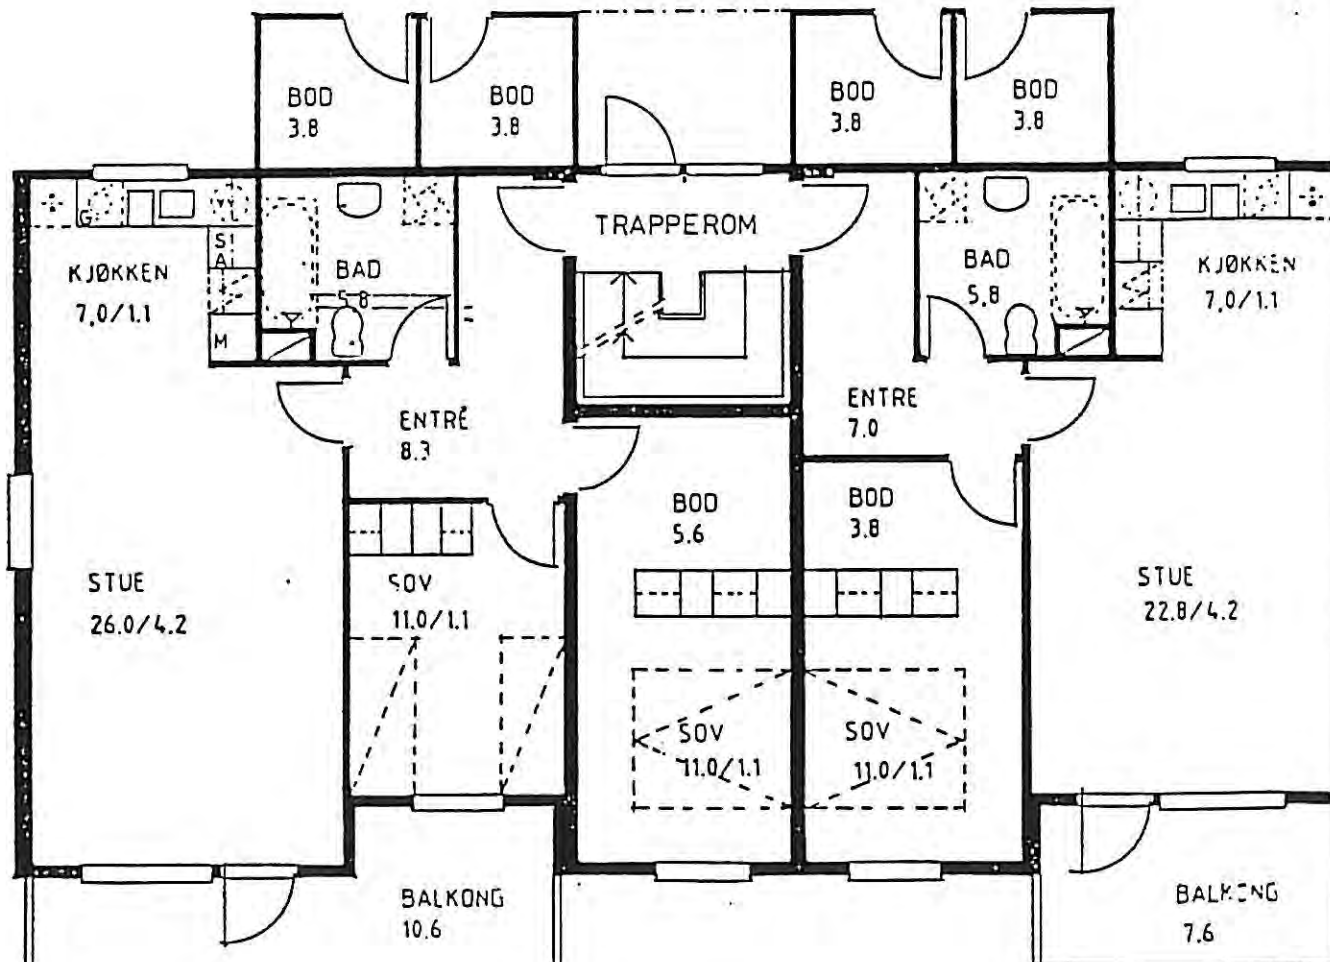 BOD
3.8
BOD
3.8
BOD
3.8
BOD
3.8
TRAPPEROM
G
S
A
M
KJØKKEN
7,0/1.1
BAD
5.8
BAD
5,8
KJØKKEN
7,0/1.1
ENTRÉ
8.3
ENTRE
7.0
BOD
5.6
BOD
3.8
STUE
26.0/4.2
SOV
11.0/1.1
STUE
22.8/4.2
SOV
11.0/1.1
SOV
11.0/1.1
BALKONG
10.6
BALKONG
7.6